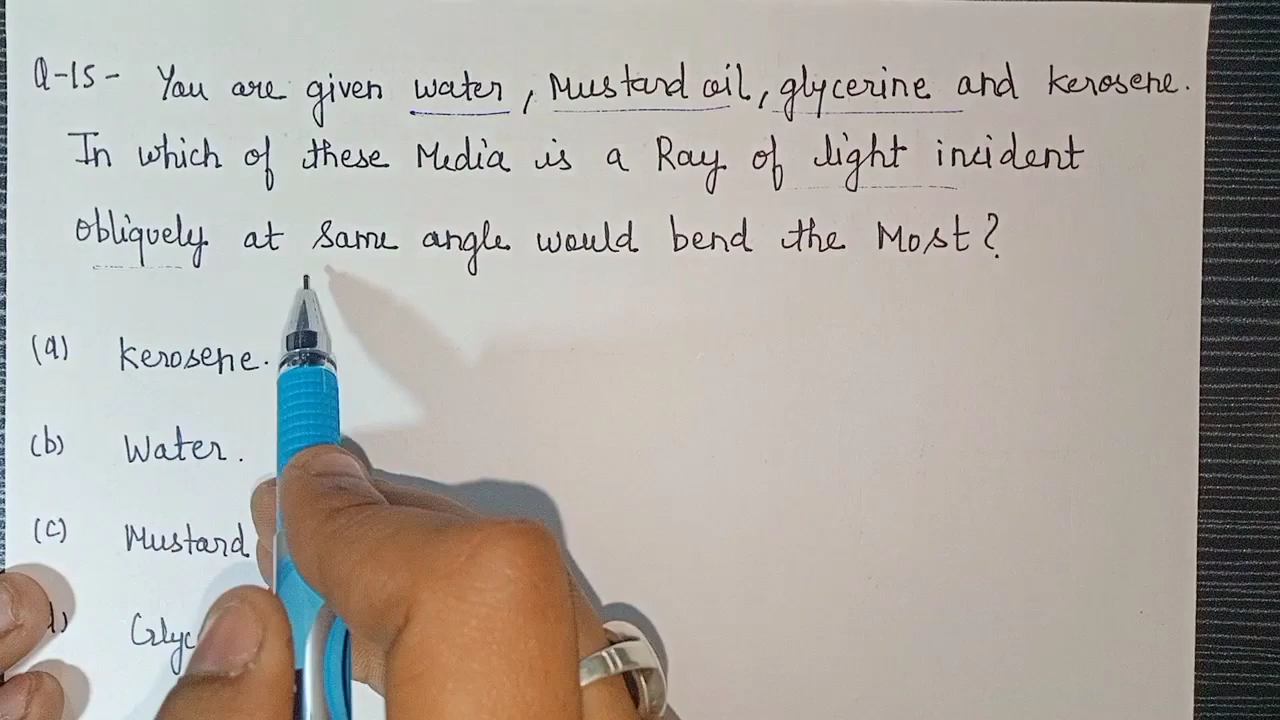 Q-15- You are given water, Mustard oil, glycerine and kerosene.
In which of these Media is a Ray of light incident
obliquely at same angle would bend the Most?
(a) kerosene.
(b) Water.
(c) Mustard